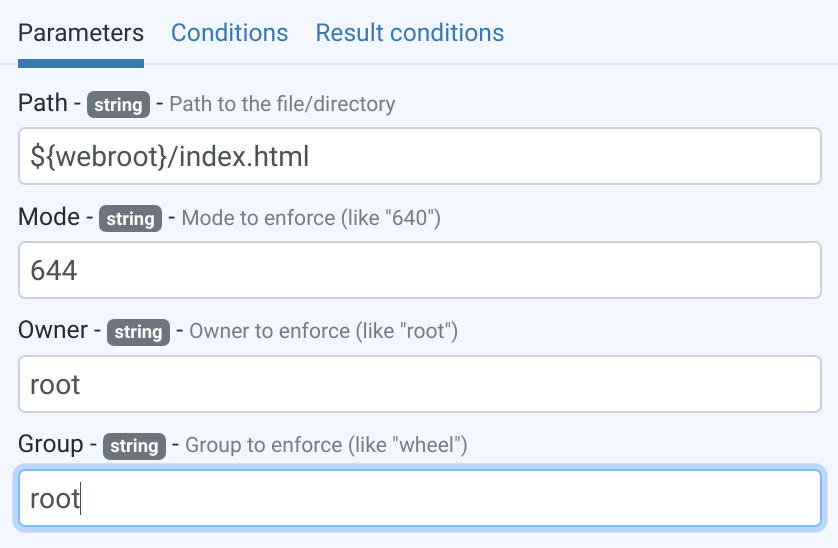 Parameters Conditions Result conditions
Path - string - Path to the file/directory
${webroot}/index.html
Mode - string - Mode to enforce (like "640")
644
Owner - string - Owner to enforce (like "root")
root
Group - string - Group to enforce (like "wheel")
root